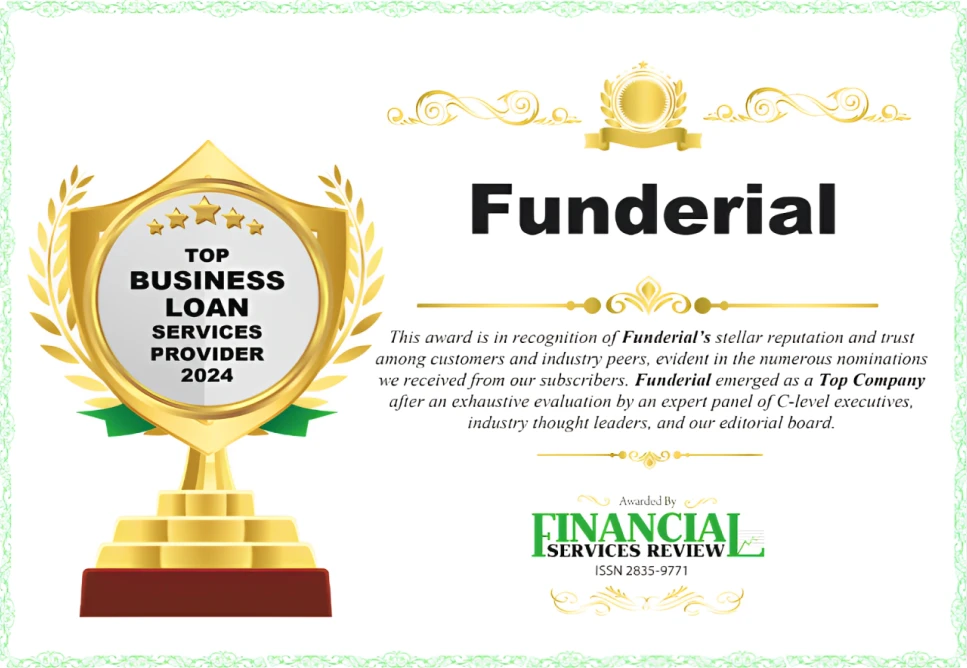 TOP
BUSINESS
LOAN
SERVICES
PROVIDER
2024
Funderial
This award is in recognition of Funderial's stellar reputation and trust
among customers and industry peers, evident in the numerous nominations
we received from our subscribers. Funderial emerged as a Top Company
after an exhaustive evaluation by an expert panel of C-level executives,
industry thought leaders, and our editorial board.
Awarded By
FINANCIAL
SERVICES REVIEW
ISSN 2835-9771